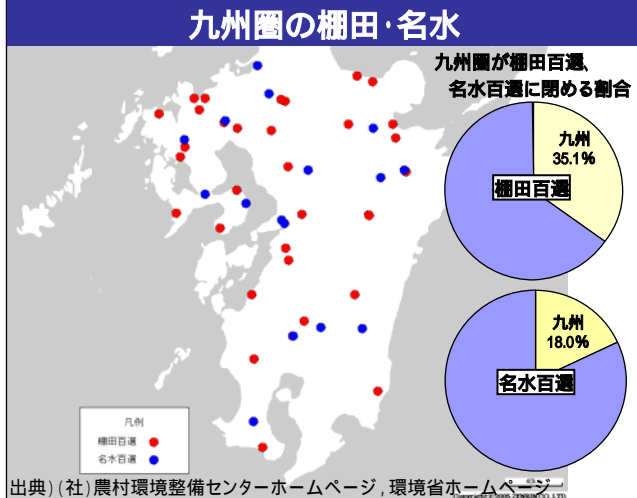 九州圏の棚田・名水
九州圏が棚田百選、
名水百選に閉める割合
九州
35.1%
棚田百選
九州
18.0%
名水百選
凡例
棚田百選
名水百選
出典）（社）農村環境整備センターホームページ，環境省ホームページ